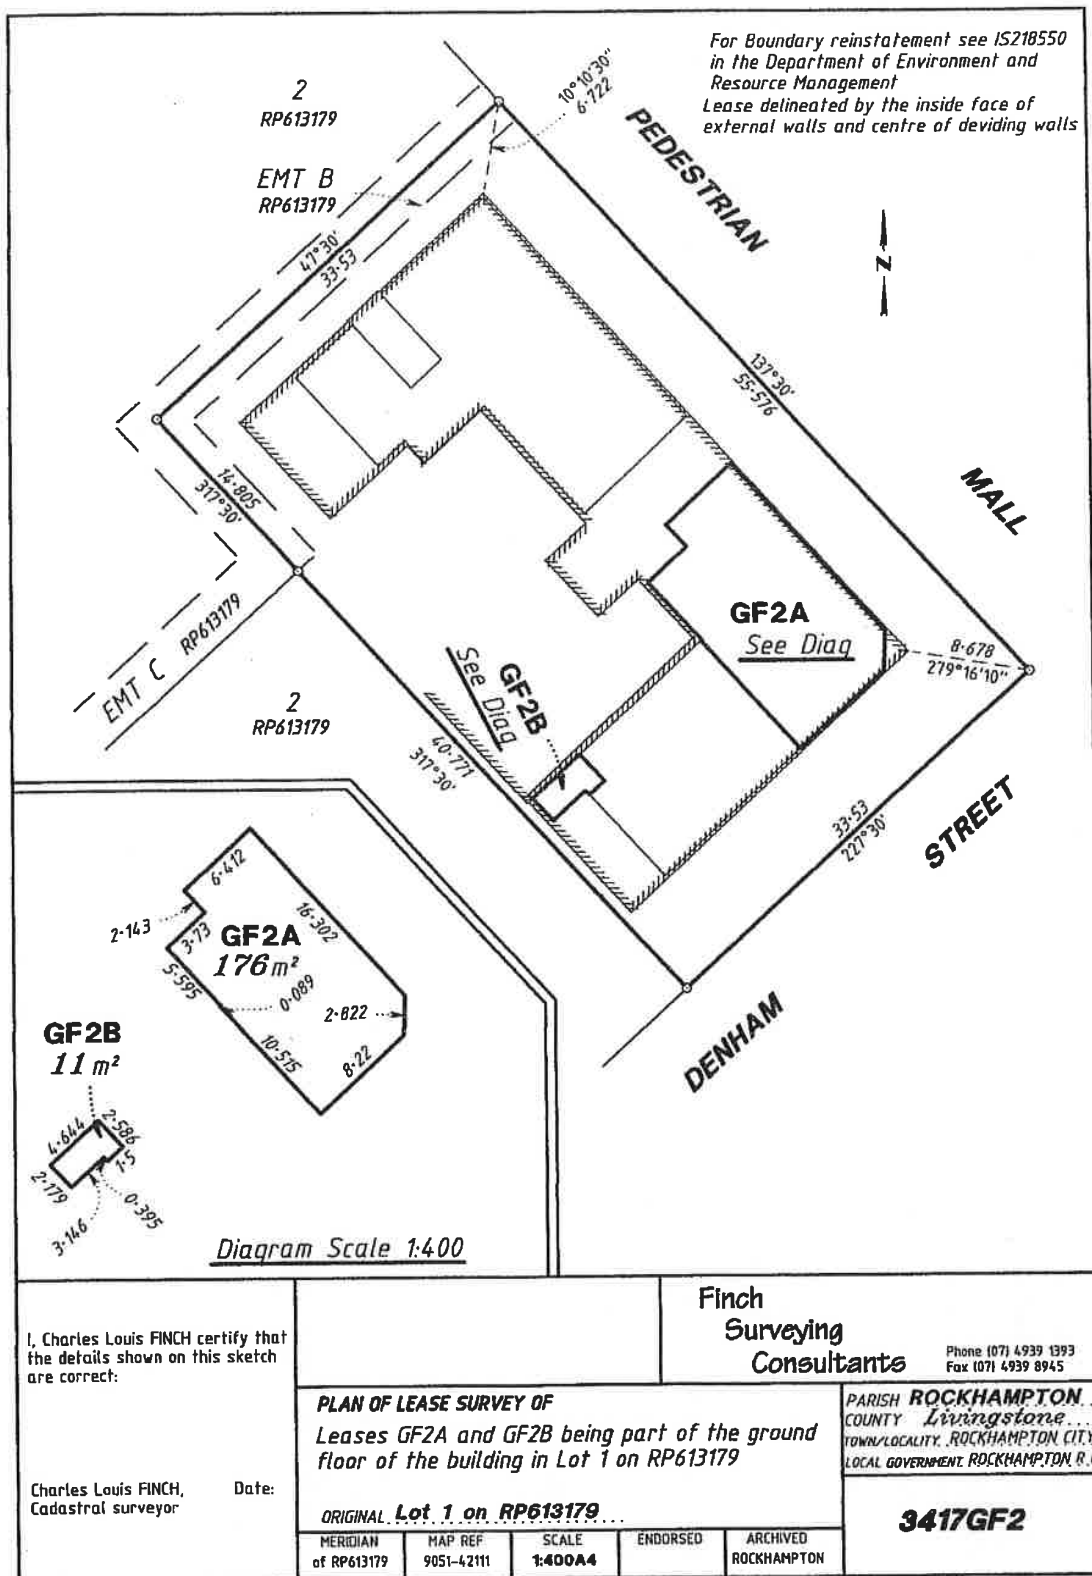 For Boundary reinstatement see IS218550
in the Department of Environment and
Resource Management
Lease delineated by the inside face of
external walls and centre of deviding walls
2
RP613179
10°10'30"
6·722
PEDESTRIAN
EMT B
RP613179
N
47°30'
33·53
137°30'
55·576
MALL
14·805
317°30'
GF2A
See Diag
8·678
279°16'10"
EMT C RP613179
GF2B
See Diag
2
RP613179
40·771
317°30'
33·53
227°30'
STREET
DENHAM
6·412
2·143
3·73
16·302
GF2A
176 m²
5·595
0·089
2·822
10·515
8·22
GF2B
11 m²
4·644
2·586
1·5
2·179
0·395
3·146
Diagram Scale 1:400
I, Charles Louis FINCH certify that
the details shown on this sketch
are correct:
Charles Louis FINCH, Date:
Cadastral surveyor
Finch
Surveying
Consultants
Phone (07) 4939 1393
Fax (07) 4939 8945
PLAN OF LEASE SURVEY OF
Leases GF2A and GF2B being part of the ground
floor of the building in Lot 1 on RP613179
ORIGINAL Lot 1 on RP613179
PARISH ROCKHAMPTON
COUNTY Livingstone
TOWN/LOCALITY ROCKHAMPTON CITY
LOCAL GOVERNMENT ROCKHAMPTON R.
3417GF2
MERIDIAN
of RP613179
MAP REF
9051-42111
SCALE
1:400A4
ENDORSED
ARCHIVED
ROCKHAMPTON